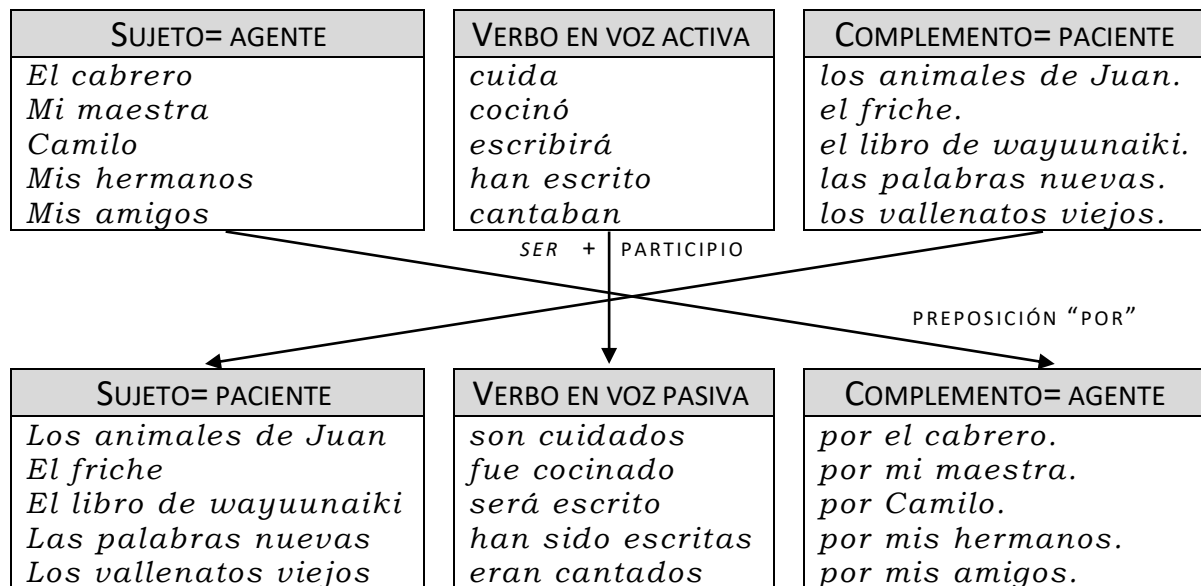 SUJETO= AGENTE
El cabrero
Mi maestra
Camilo
Mis hermanos
Mis amigos
VERBO EN VOZ ACTIVA
cuida
cocinó
escribirá
han escrito
cantaban
COMPLEMENTO= PACIENTE
los animales de Juan.
el friche.
el libro de wayuunaiki.
las palabras nuevas.
los vallenatos viejos.
SER + PARTICIPIO
PREPOSICIÓN “POR”
SUJETO= PACIENTE
Los animales de Juan
El friche
El libro de wayuunaiki
Las palabras nuevas
Los vallenatos viejos
VERBO EN VOZ PASIVA
son cuidados
fue cocinado
será escrito
han sido escritas
eran cantados
COMPLEMENTO= AGENTE
por el cabrero.
por mi maestra.
por Camilo.
por mis hermanos.
por mis amigos.